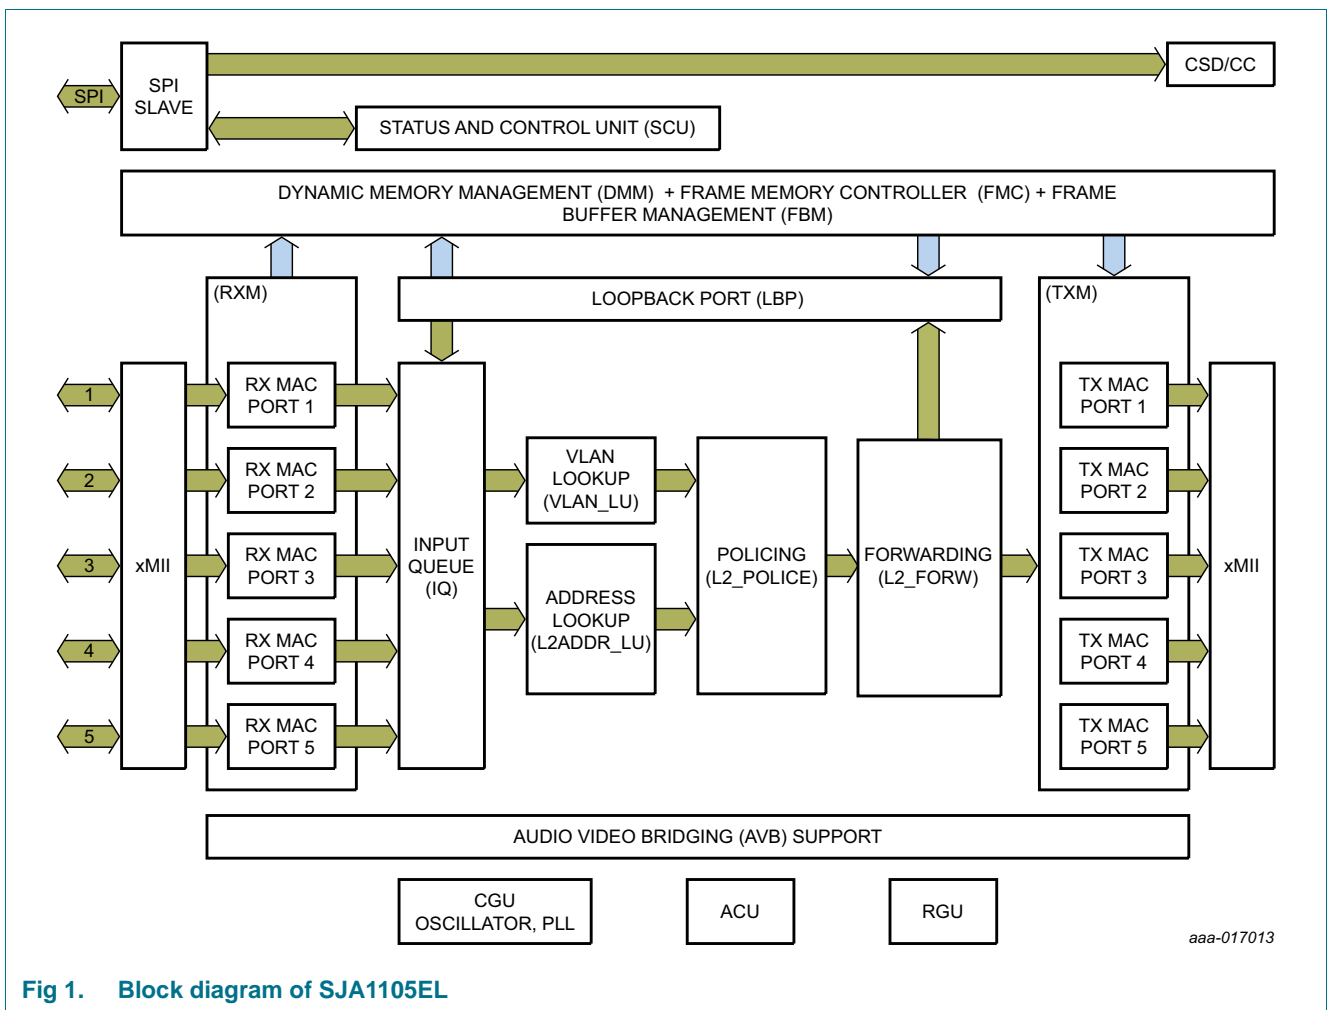 SPI
SPI
SLAVE
CSD/CC
STATUS AND CONTROL UNIT (SCU)
DYNAMIC MEMORY MANAGEMENT (DMM) + FRAME MEMORY CONTROLLER (FMC) + FRAME
BUFFER MANAGEMENT (FBM)
(RXM)
LOOPBACK PORT (LBP)
(TXM)
1
2
3
4
5
xMII
RX MAC
PORT 1
RX MAC
PORT 2
RX MAC
PORT 3
RX MAC
PORT 4
RX MAC
PORT 5
INPUT
QUEUE
(IQ)
VLAN
LOOKUP
(VLAN_LU)
ADDRESS
LOOKUP
(L2ADDR_LU)
POLICING
(L2_POLICE)
FORWARDING
(L2_FORW)
TX MAC
PORT 1
TX MAC
PORT 2
TX MAC
PORT 3
TX MAC
PORT 4
TX MAC
PORT 5
xMII
AUDIO VIDEO BRIDGING (AVB) SUPPORT
CGU
OSCILLATOR, PLL
ACU
RGU
aaa-017013
Fig 1. Block diagram of SJA1105EL